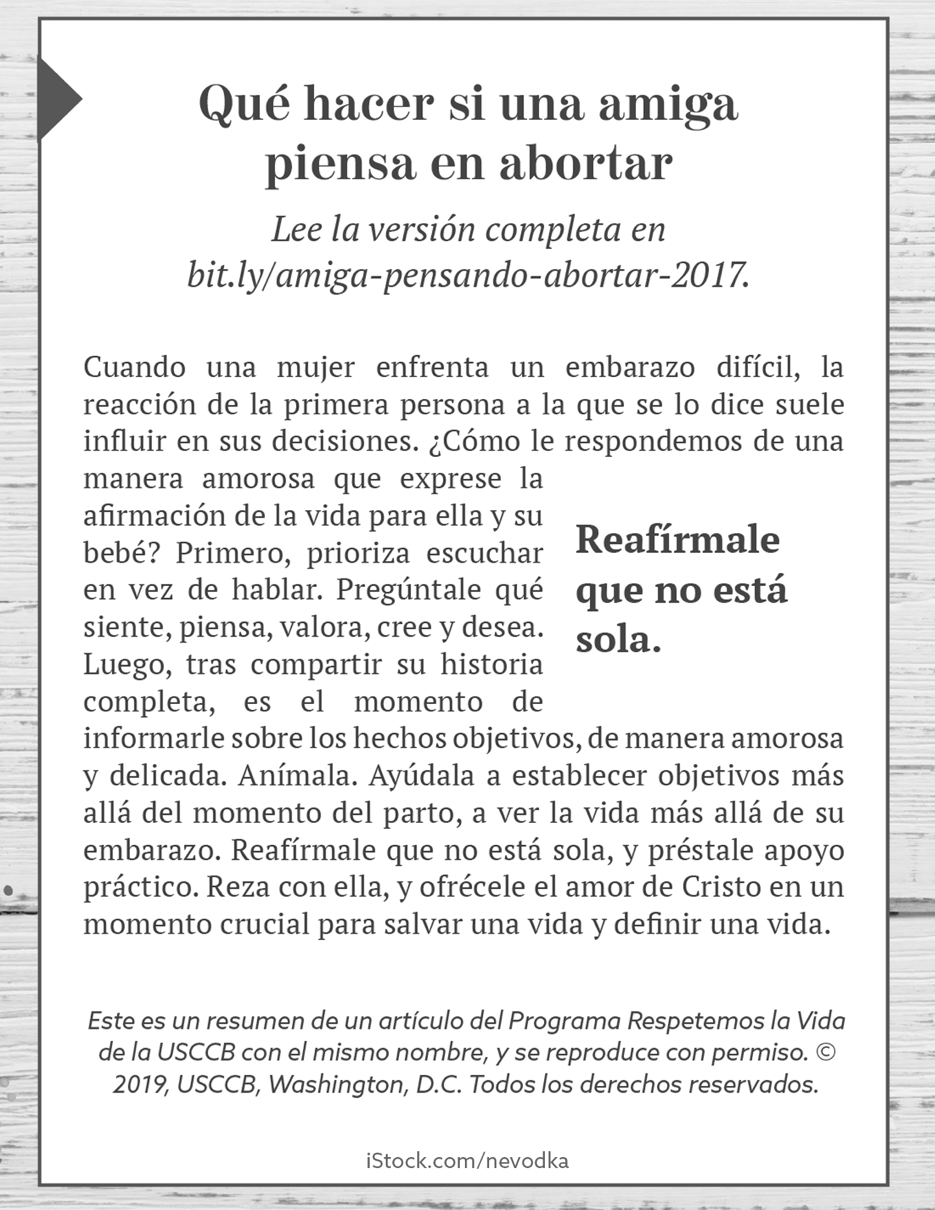 Qué hacer si una amiga
piensa en abortar
Lee la versión completa en
bit.ly/amiga-pensando-abortar-2017.
Cuando una mujer enfrenta un embarazo difícil, la
reacción de la primera persona a la que se lo dice suele
influir en sus decisiones. ¿Cómo le respondemos de una
manera amorosa que exprese la
afirmación de la vida para ella y su
bebé? Primero, prioriza escuchar
en vez de hablar. Pregúntale qué
siente, piensa, valora, cree y desea.
Luego, tras compartir su historia
completa, es el momento de
informarle sobre los hechos objetivos, de manera amorosa
y delicada. Anímala. Ayúdala a establecer objetivos más
allá del momento del parto, a ver la vida más allá de su
embarazo. Reafírmale que no está sola, y préstale apoyo
práctico. Reza con ella, y ofrécele el amor de Cristo en un
momento crucial para salvar una vida y definir una vida.
Reafírmale
que no está
sola.
Este es un resumen de un artículo del Programa Respetemos la Vida
de la USCCB con el mismo nombre, y se reproduce con permiso. ©
2019, USCCB, Washington, D.C. Todos los derechos reservados.
iStock.com/nevodka